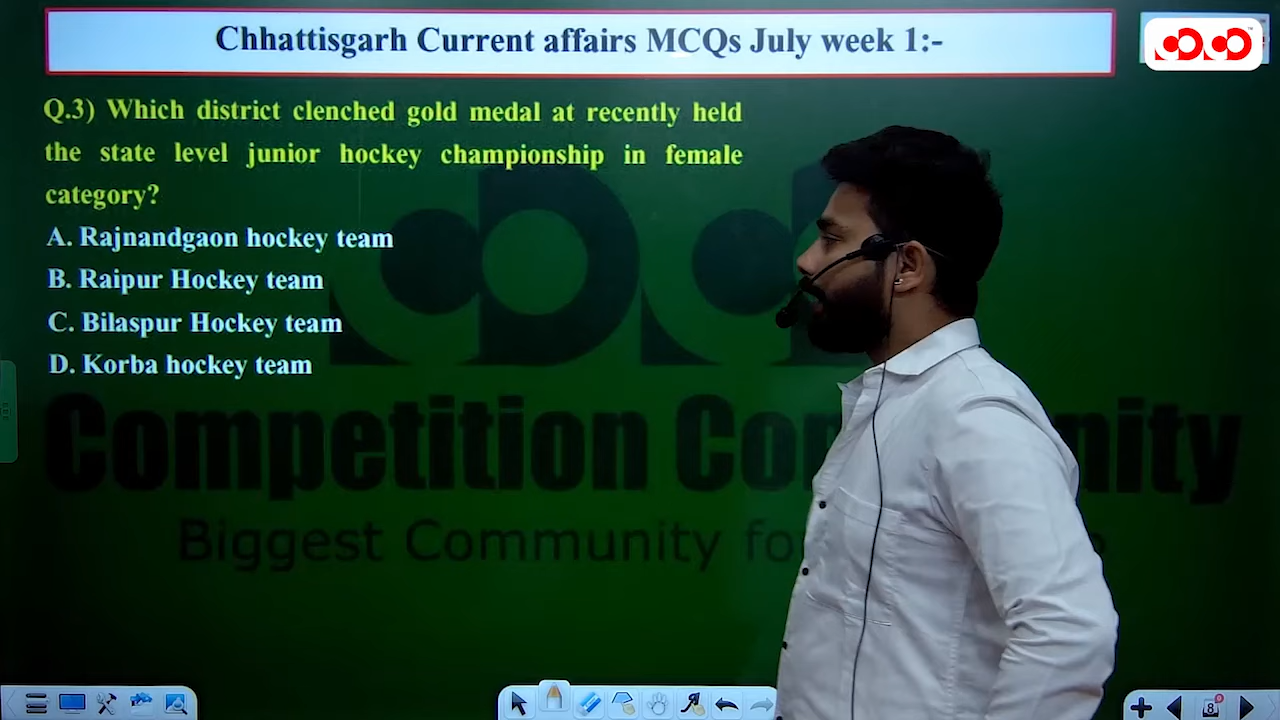 Chhattisgarh Current affairs MCQs July week 1:-
Q.3) Which district clenched gold medal at recently held
the state level junior hockey championship in female
category?
A. Rajnandgaon hockey team
B. Raipur Hockey team
C. Bilaspur Hockey team
D. Korba hockey team
Competition
Biggest Community
8